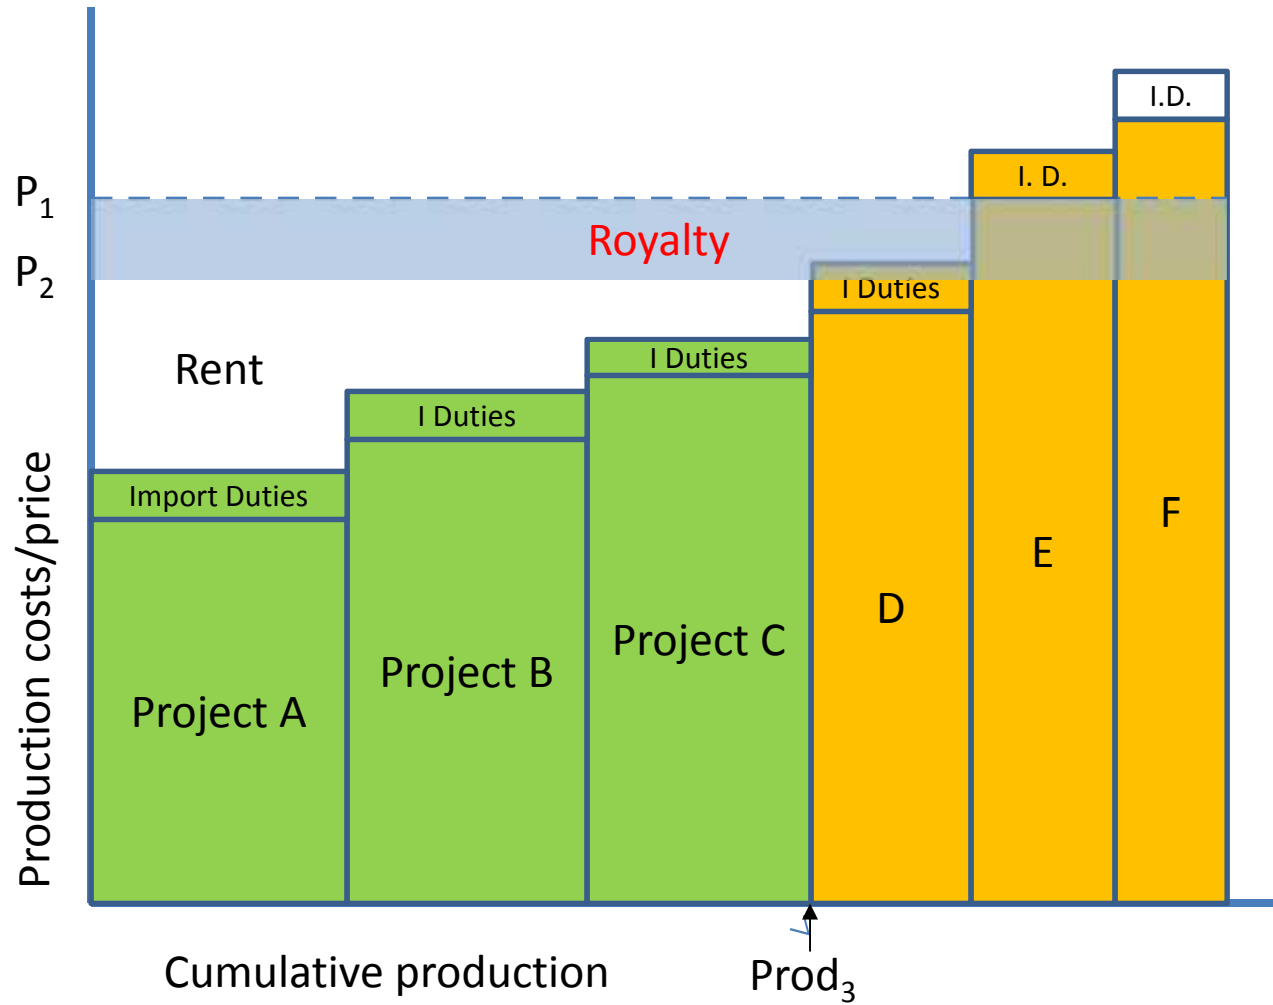 I.D.
I. D.
P1
Royalty
P2
I Duties
I Duties
Rent
I Duties
Import Duties
F
E
D
Project C
Project B
Project A
Production costs/price
Cumulative production
Prod3